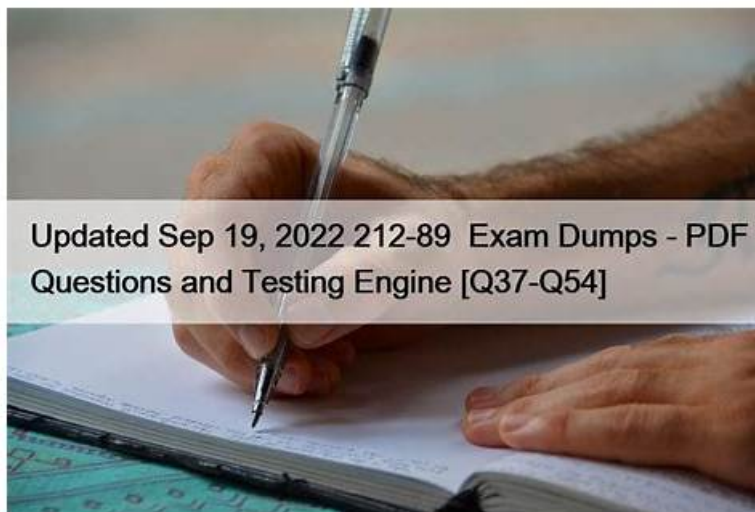 Updated Sep 19, 2022 212-89 Exam Dumps - PDF
Questions and Testing Engine [Q37-Q54]